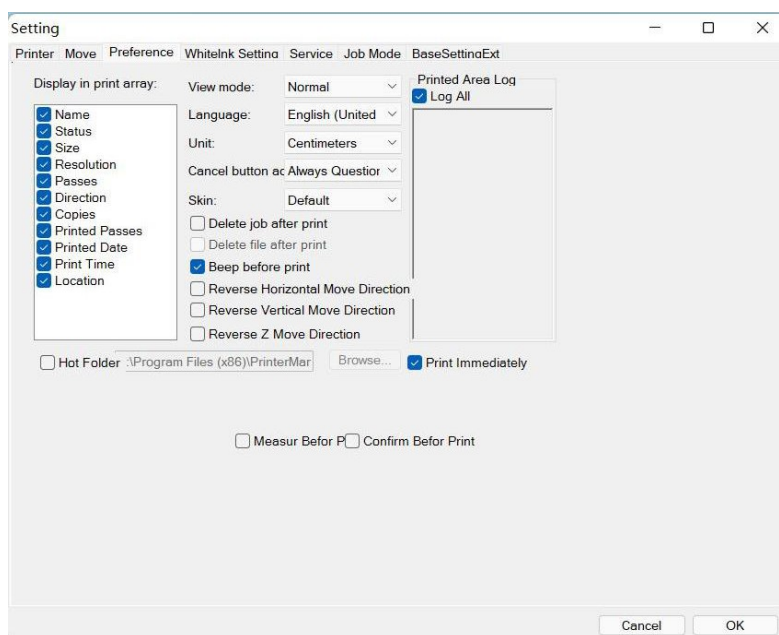 Setting
Printer Move Preference WhiteInk Setting Service Job Mode BaseSettingExt
Display in print array:
Name
Status
Size
Resolution
Passes
Direction
Copies
Printed Passes
Printed Date
Print Time
Location
View mode: Normal
Language: English (United
Unit: Centimeters
Cancel button ac Always Question
Skin: Default
Delete job after print
Delete file after print
Beep before print
Reverse Horizontal Move Direction
Reverse Vertical Move Direction
Reverse Z Move Direction
Printed Area Log
Log All
Hot Folder :\Program Files (x86)\PrinterMar Browse... Print Immediately
Measur Befor P Confirm Befor Print
Cancel OK